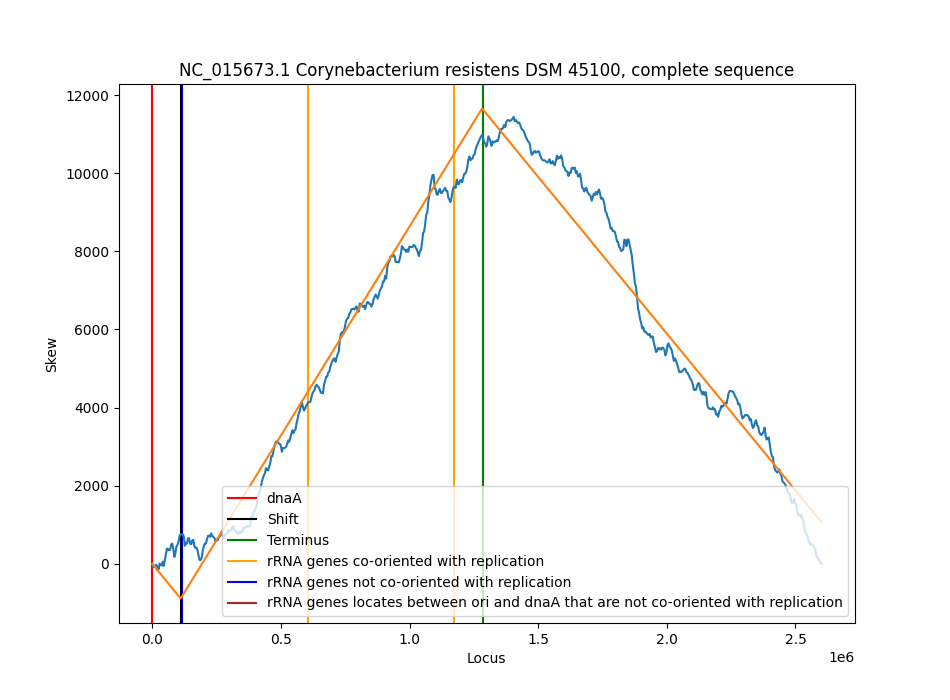 NC_015673.1 Corynebacterium resistens DSM 45100, complete sequence
12000
10000
8000
6000
4000
2000
0
Skew
dnaA
Shift
Terminus
rRNA genes co-oriented with replication
rRNA genes not co-oriented with replication
rRNA genes locates between ori and dnaA that are not co-oriented with replication
0.0 0.5 1.0 1.5 2.0 2.5
Locus
1e6